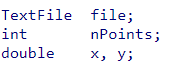 TextFile file;
int nPoints;
double x, y;